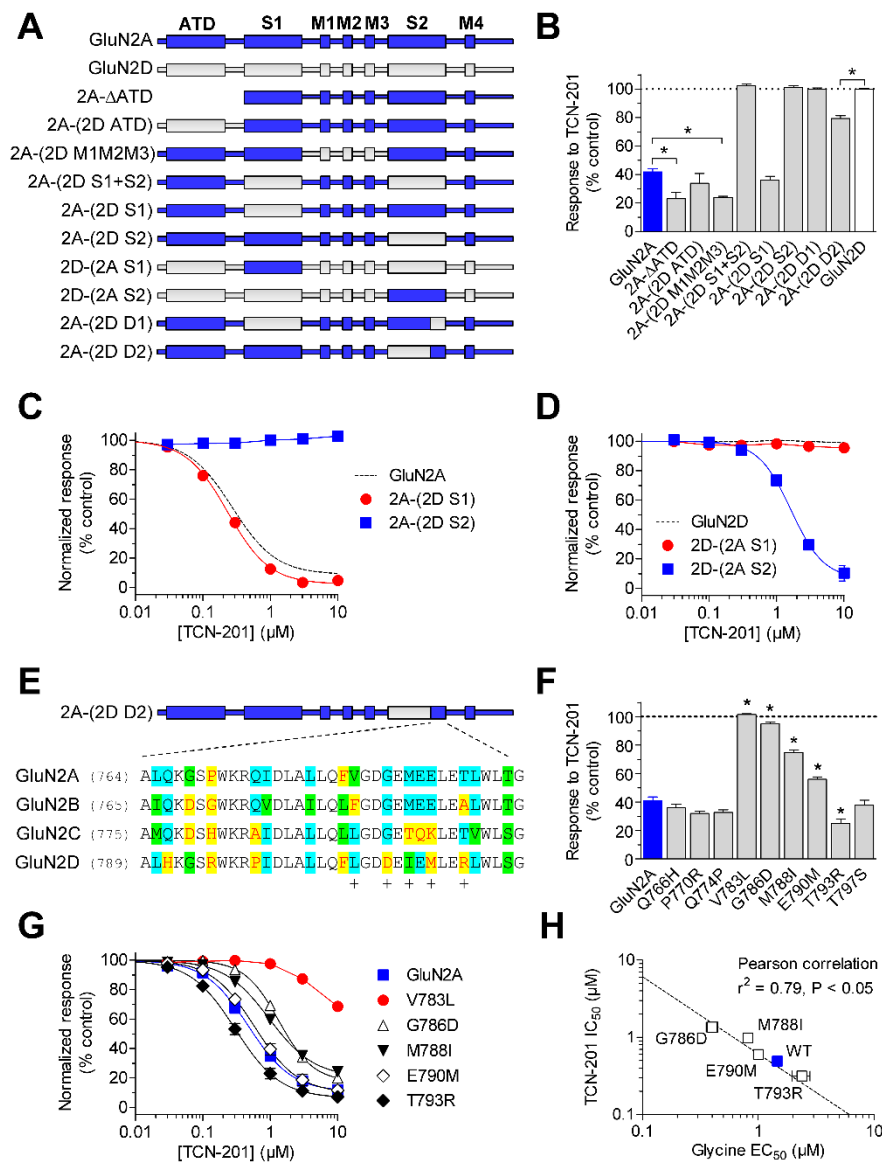 A
ATD S1 M1 M2 M3 S2 M4
GluN2A
GluN2D
2A-ΔATD
2A-(2D ATD)
2A-(2D M1M2M3)
2A-(2D S1+S2)
2A-(2D S1)
2A-(2D S2)
2D-(2A S1)
2D-(2A S2)
2A-(2D D1)
2A-(2D D2)
B
Response to TCN-201
(% control)
100
80
60
40
20
0
* * *
GluN2A
2A-ΔATD
2A-(2D ATD)
2A-(2D M1M2M3)
2A-(2D S1+S2)
2A-(2D S1)
2A-(2D S2)
2A-(2D D1)
2A-(2D D2)
GluN2D
C
Normalized response
(% control)
100
80
60
40
20
0
0.01 0.1 1 10
[TCN-201] (µM)
GluN2A
2A-(2D S1)
2A-(2D S2)
D
Normalized response
(% control)
100
80
60
40
20
0
0.01 0.1 1 10
[TCN-201] (µM)
GluN2D
2D-(2A S1)
2D-(2A S2)
E
2A-(2D D2)
GluN2A (764) ALQKGSPWKRQIDLALLQFVGDGEMEELETLWLTG
GluN2B (765) AIQKDGSWKRQVDLAILQLFGDGEMEELEALWLTG
GluN2C (775) AMQKDSHWKRAIDLALLQLLGDGETQKLETVWLSG
GluN2D (789) ALHKGSRWKRPIDLALLQFLGDDEIEMLERLWLSG
+ + + + +
F
Response to TCN-201
(% control)
100
80
60
40
20
0
* * * * *
GluN2A
Q766H
P770R
Q774P
V783L
G786D
M788I
E790M
T793R
T797S
G
Normalized response
(% control)
100
80
60
40
20
0
0.01 0.1 1 10
[TCN-201] (µM)
GluN2A
V783L
G786D
M788I
E790M
T793R
H
TCN-201 IC50 (µM)
10
1
0.1
Pearson correlation
r2 = 0.79, P < 0.05
G786D
M788I
WT
E790M
T793R
0.1 1 10
Glycine EC50 (µM)